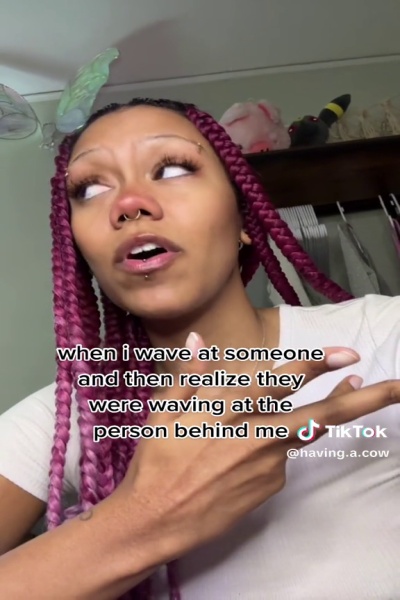 when i wave at someone
and then realize they
were waving at the
person behind me
TikTok
@having.a.cow